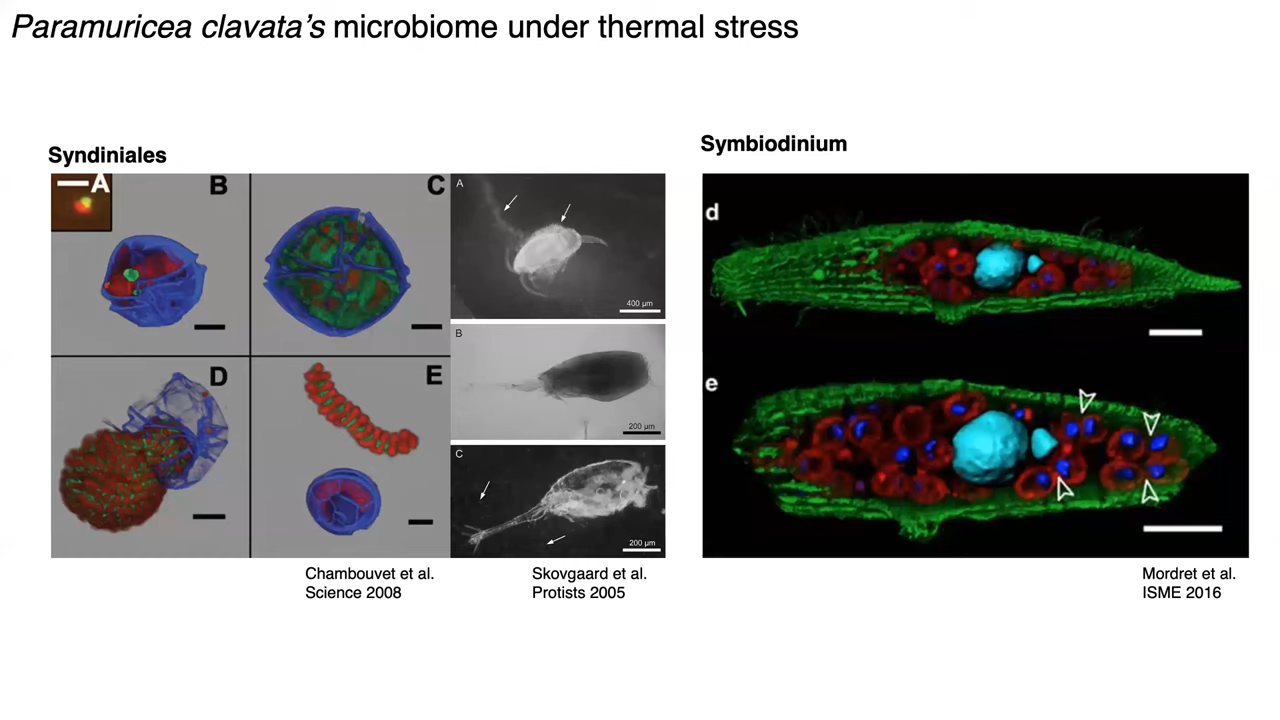 Paramuricea clavata’s microbiome under thermal stress
Syndiniales
A
B
C
D
E
A
400 µm
B
200 µm
C
200 µm
Chambouvet et al.
Science 2008
Skovgaard et al.
Protists 2005
Symbiodinium
d
e
Mordret et al.
ISME 2016